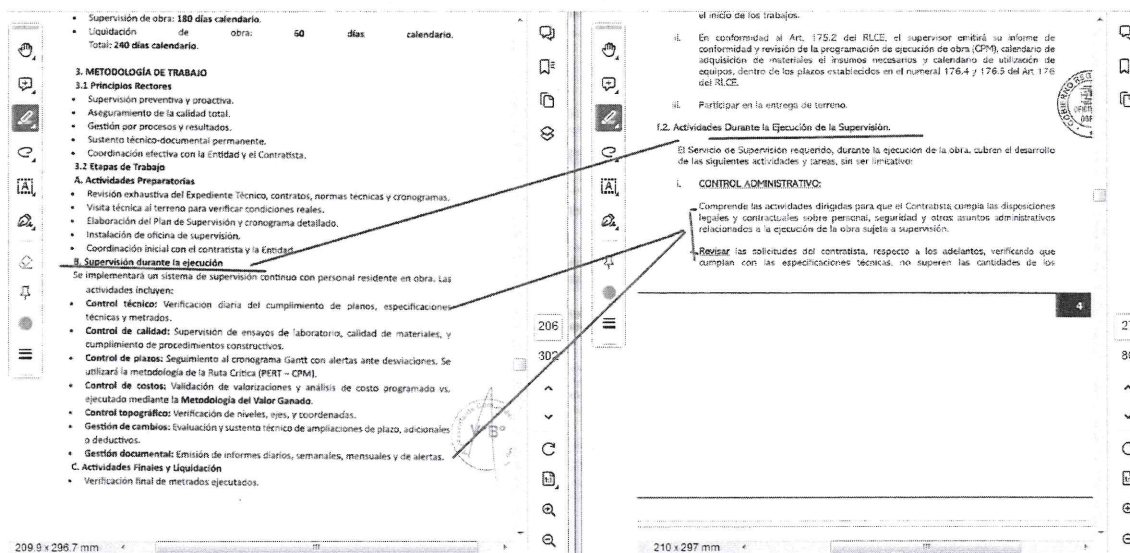 • Supervisión de obra: 180 días calendario.
• Liquidación de obra: 60 días calendario.
Total: 240 días calendario.
3. METODOLOGÍA DE TRABAJO
3.1 Principios Rectores
• Supervisión preventiva y proactiva.
• Aseguramiento de la calidad total.
• Gestión por procesos y resultados.
• Sustento técnico-documental permanente.
• Coordinación efectiva con la Entidad y el Contratista.
3.2 Etapas de Trabajo
A. Actividades Preparatorias
• Revisión exhaustiva del Expediente Técnico, contratos, normas técnicas y cronogramas.
• Visita técnica al terreno para verificar condiciones reales.
• Elaboración del Plan de Supervisión y cronograma detallado.
• Instalación de oficina de supervisión.
• Coordinación inicial con el contratista y la Entidad.
B. Supervisión durante la ejecución
Se implementará un sistema de supervisión continuo con personal residente en obra. Las
actividades incluyen:
• Control técnico: Verificación diaria del cumplimiento de planos, especificaciones
técnicas y metrados.
• Control de calidad: Supervisión de ensayos de laboratorio, calidad de materiales, y
cumplimiento de procedimientos constructivos.
• Control de plazos: Seguimiento al cronograma Gantt con alertas ante desviaciones. Se
utilizará la metodología de la Ruta Crítica (PERT – CPM).
• Control de costos: Validación de valorizaciones y análisis de costo programado vs.
ejecutado mediante la Metodología del Valor Ganado.
• Control topográfico: Verificación de niveles, ejes, y coordenadas.
• Gestión de cambios: Evaluación y sustento técnico de ampliaciones de plazo, adicionales
o deductivos.
• Gestión documental: Emisión de informes diarios, semanales, mensuales y de alertas.
C. Actividades Finales y Liquidación
• Verificación final de metrados ejecutados.
V B°
206
302
209.9 x 296.7 mm
el inicio de los trabajos.
ii. En conformidad al Art. 175.2 del RLCE, el supervisor emitirá su informe de
conformidad y revisión de la programación de ejecución de obra (CPM), calendario de
adquisición de materiales el insumos necesarios y calendario de utilización de
equipos, dentro de los plazos establecidos en el numeral 176.4 y 176.5 del Art 176
del RLCE.
iii. Participar en la entrega de terreno.
f.2. Actividades Durante la Ejecución de la Supervisión.
El Servicio de Supervisión requerido, durante la ejecución de la obra, cubren el desarrollo
de las siguientes actividades y tareas, sin ser limitativo:
i. CONTROL ADMINISTRATIVO:
Comprende las actividades dirigidas para que el Contratista cumpla las disposiciones
legales y contractuales sobre personal, seguridad y otros asuntos administrativos
relacionados a la ejecución de la obra sujeta a supervisión.
Revisar las solicitudes del contratista, respecto a los adelantos, verificando que
cumplan con las especificaciones técnicas, no superen las cantidades de los
4
210 x 297 mm